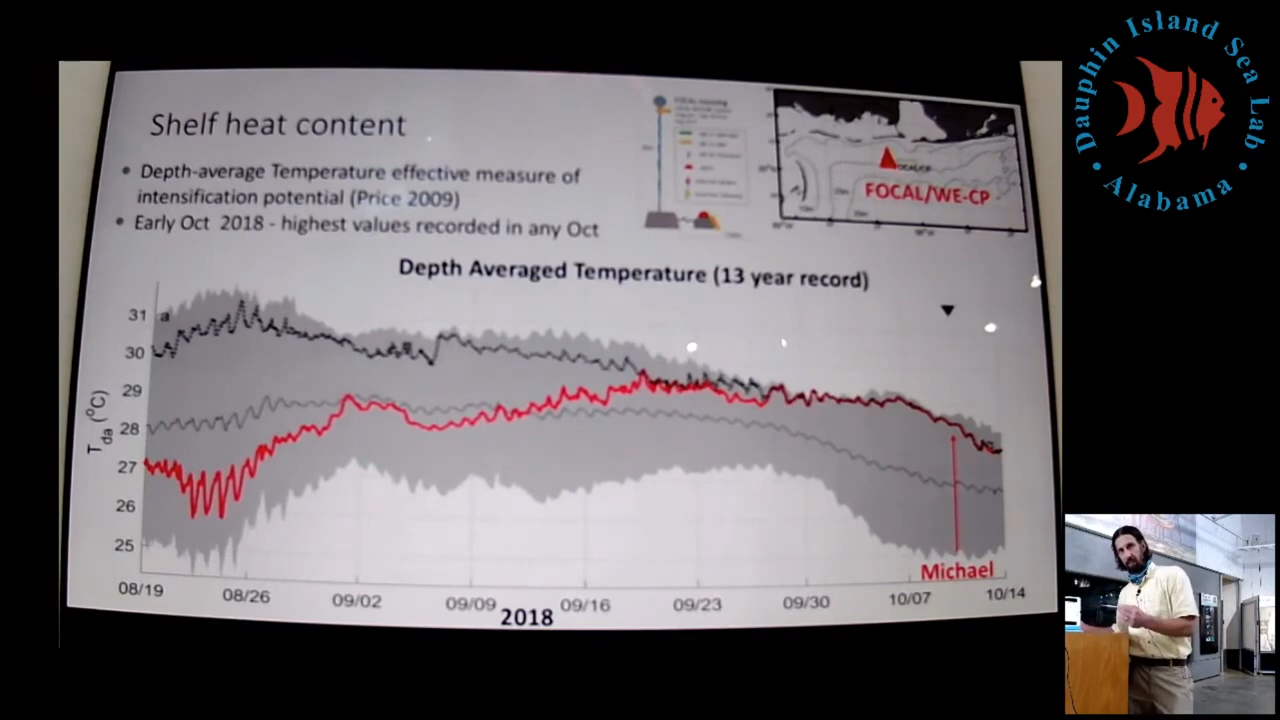 Shelf heat content
• Depth-average Temperature effective measure of
intensification potential (Price 2009)
• Early Oct 2018 - highest values recorded in any Oct
FOCAL/WE-CP
Depth Averaged Temperature (13 year record)
a
31
30
29
28
27
26
25
Tda (°C)
Michael
08/19 08/26 09/02 09/09 09/16 09/23 09/30 10/07 10/14
2018
Dauphin Island Sea Lab
• Alabama •